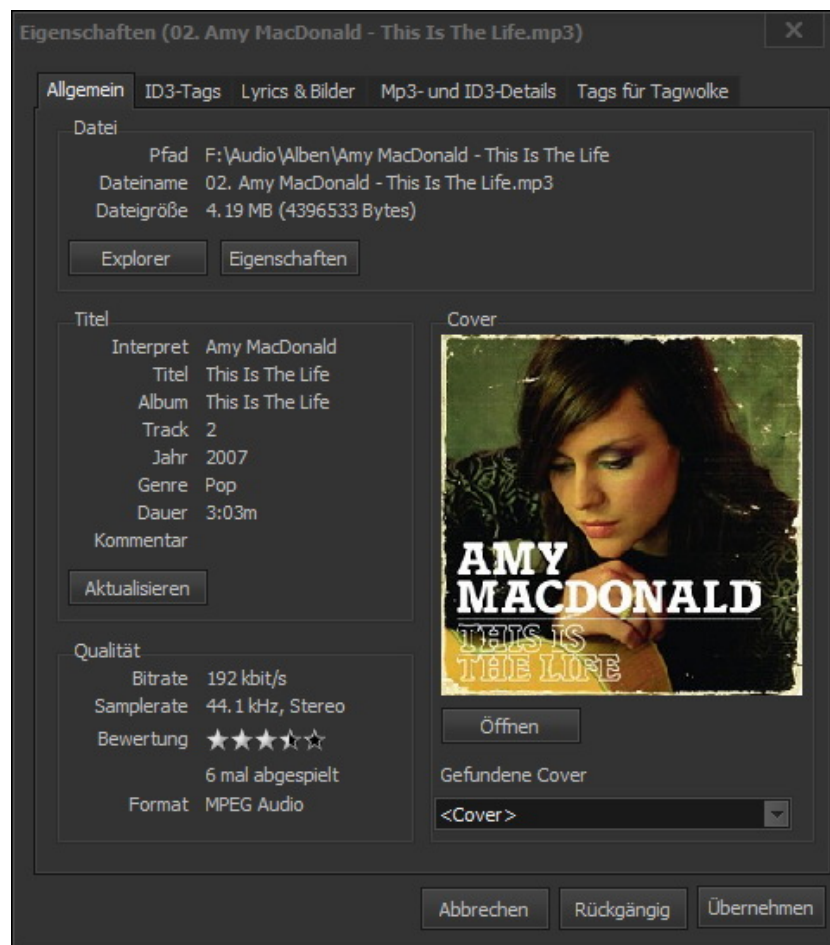 Eigenschaften (02. Amy MacDonald - This Is The Life.mp3)
Allgemein ID3-Tags Lyrics & Bilder Mp3- und ID3-Details Tags für Tagwolke
Datei
Pfad F:\Audio\Alben\Amy MacDonald - This Is The Life
Dateiname 02. Amy MacDonald - This Is The Life.mp3
Dateigröße 4.19 MB (4396533 Bytes)
Explorer Eigenschaften
Titel
Interpret Amy MacDonald
Titel This Is The Life
Album This Is The Life
Track 2
Jahr 2007
Genre Pop
Dauer 3:03m
Kommentar
Aktualisieren
Qualität
Bitrate 192 kbit/s
Samplerate 44.1 kHz, Stereo
Bewertung
6 mal abgespielt
Format MPEG Audio
Cover
AMY
MACDONALD
THIS IS
THE LIFE
Öffnen
Gefundene Cover
<Cover>
Abbrechen Rückgängig Übernehmen